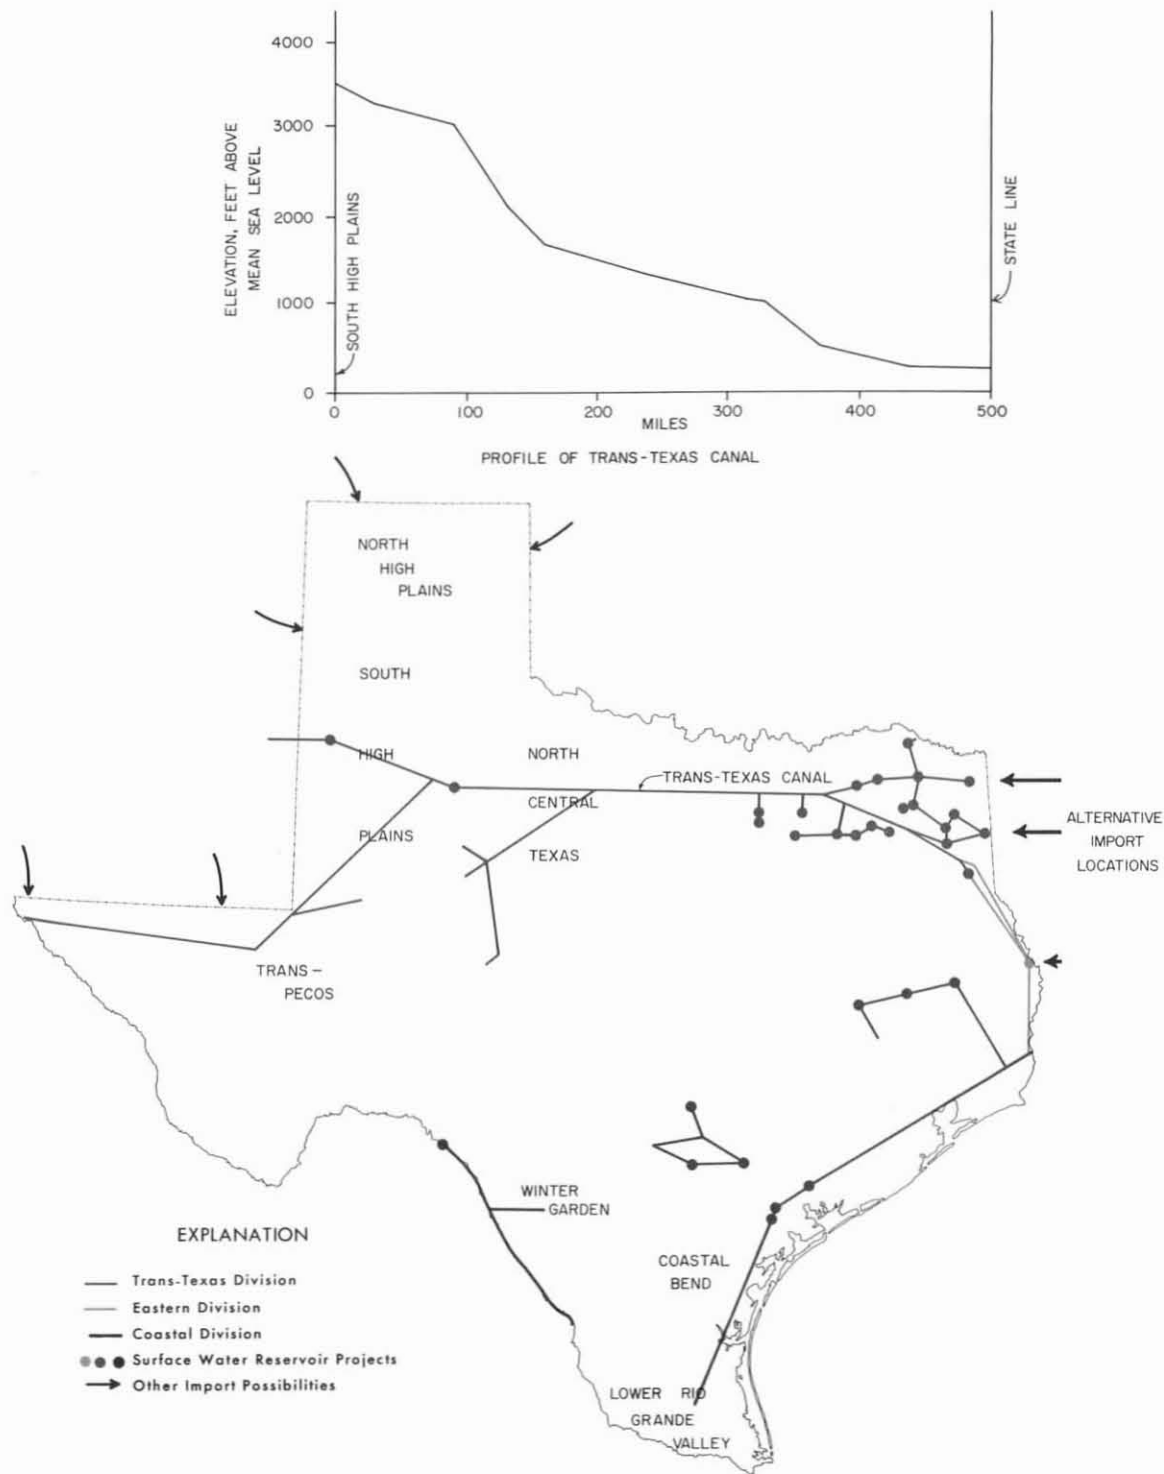 4000
3000
2000
1000
0
ELEVATION, FEET ABOVE
MEAN SEA LEVEL
SOUTH HIGH PLAINS
STATE LINE
0 100 200 300 400 500
MILES
PROFILE OF TRANS-TEXAS CANAL
NORTH
HIGH
PLAINS
SOUTH
HIGH
PLAINS
NORTH
CENTRAL
TEXAS
TRANS-TEXAS CANAL
ALTERNATIVE
IMPORT
LOCATIONS
TRANS-
PECOS
WINTER
GARDEN
COASTAL
BEND
LOWER RIO
GRANDE
VALLEY
EXPLANATION
Trans-Texas Division
Eastern Division
Coastal Division
Surface Water Reservoir Projects
Other Import Possibilities